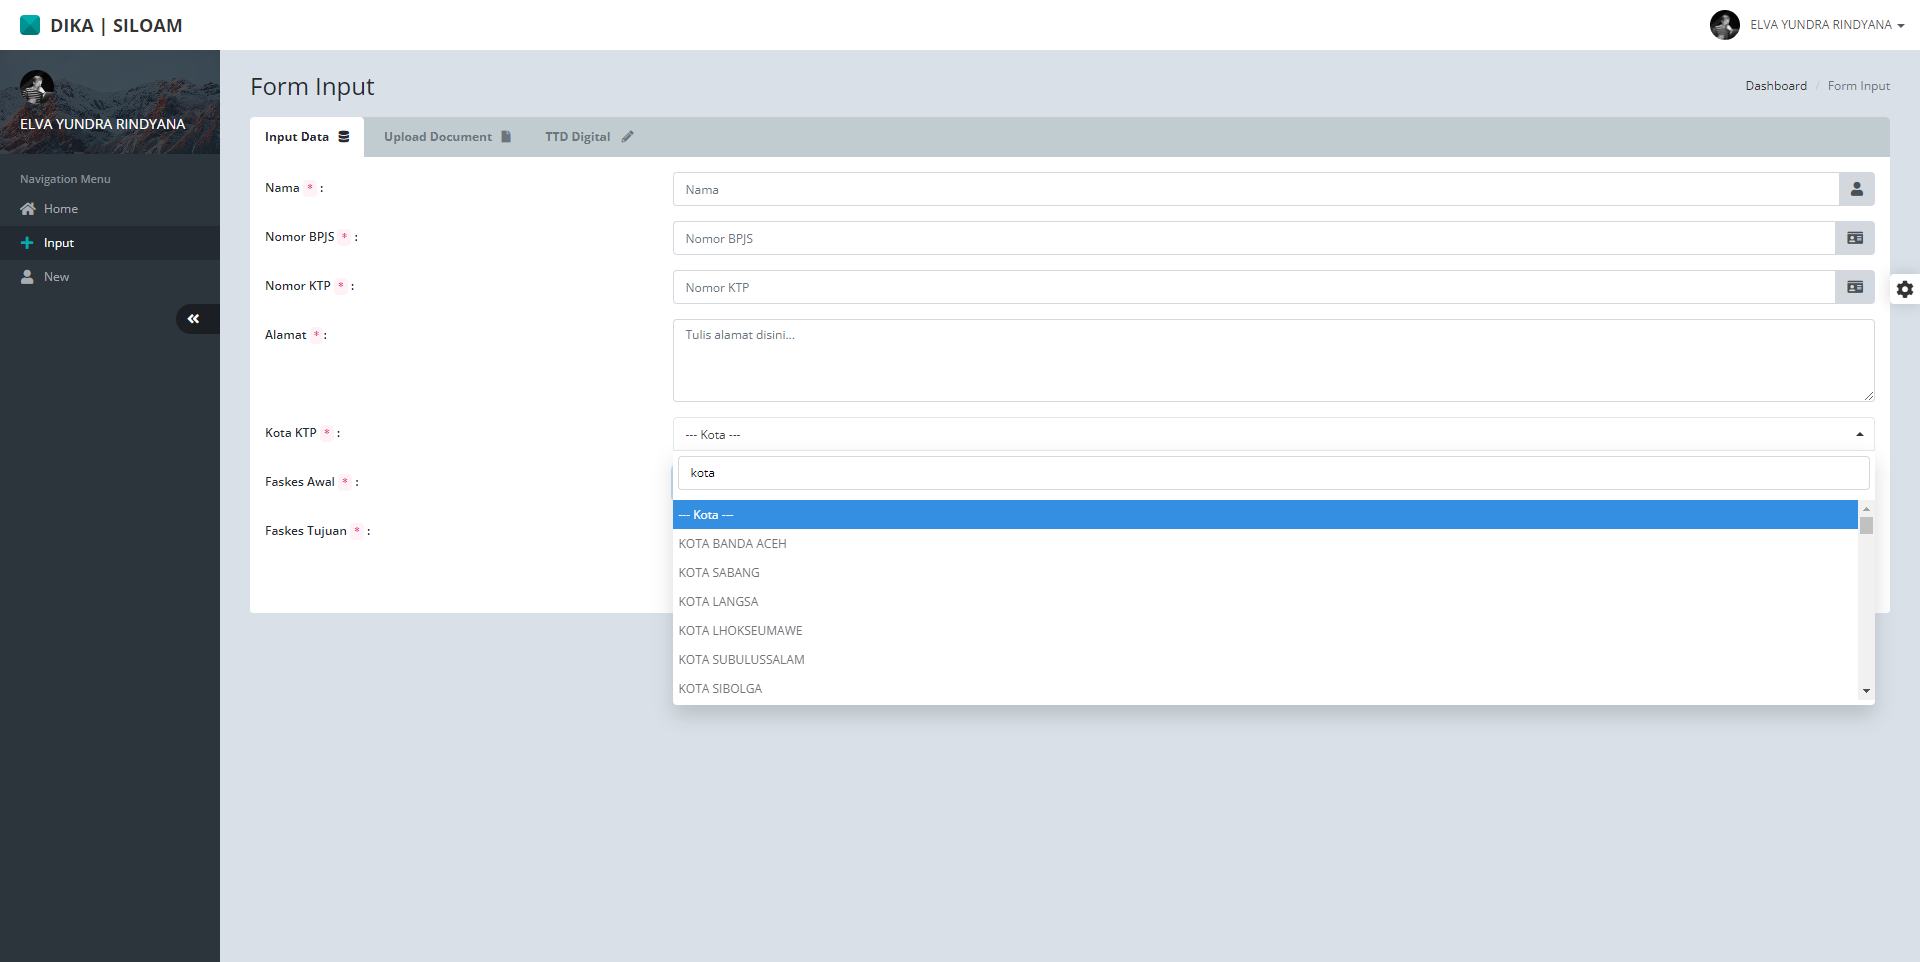 DIKA | SILOAM
ELVA YUNDRA RINDYANA
ELVA YUNDRA RINDYANA
Navigation Menu
Home
Input
New
Form Input
Dashboard / Form Input
Input Data
Upload Document
TTD Digital
Nama * :
Nama
Nomor BPJS * :
Nomor BPJS
Nomor KTP * :
Nomor KTP
Alamat * :
Tulis alamat disini...
Kota KTP * :
--- Kota ---
kota
Faskes Awal * :
Faskes Tujuan * :
--- Kota ---
KOTA BANDA ACEH
KOTA SABANG
KOTA LANGSA
KOTA LHOKSEUMAWE
KOTA SUBULUSSALAM
KOTA SIBOLGA